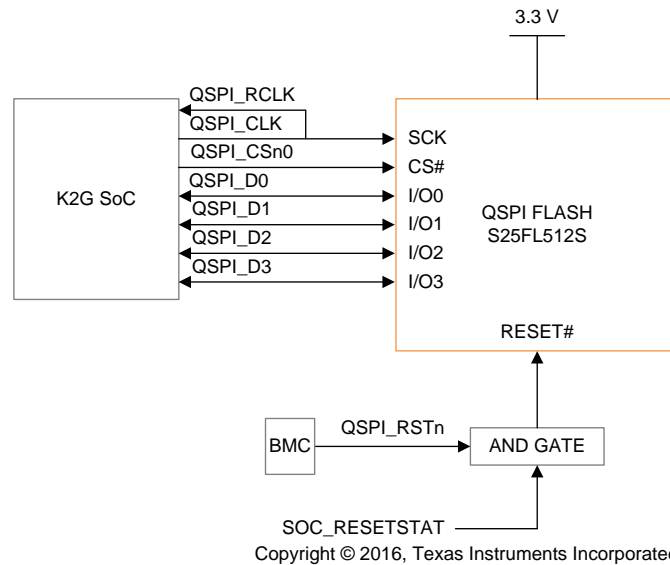 3.3 V
QSPI_RCLK
QSPI_CLK
SCK
QSPI_CSn0
CS#
K2G SoC
QSPI_D0
I/O0
QSPI FLASH
S25FL512S
QSPI_D1
I/O1
QSPI_D2
I/O2
QSPI_D3
I/O3
RESET#
BMC
QSPI_RSTn
AND GATE
SOC_RESETSTAT
Copyright © 2016, Texas Instruments Incorporated